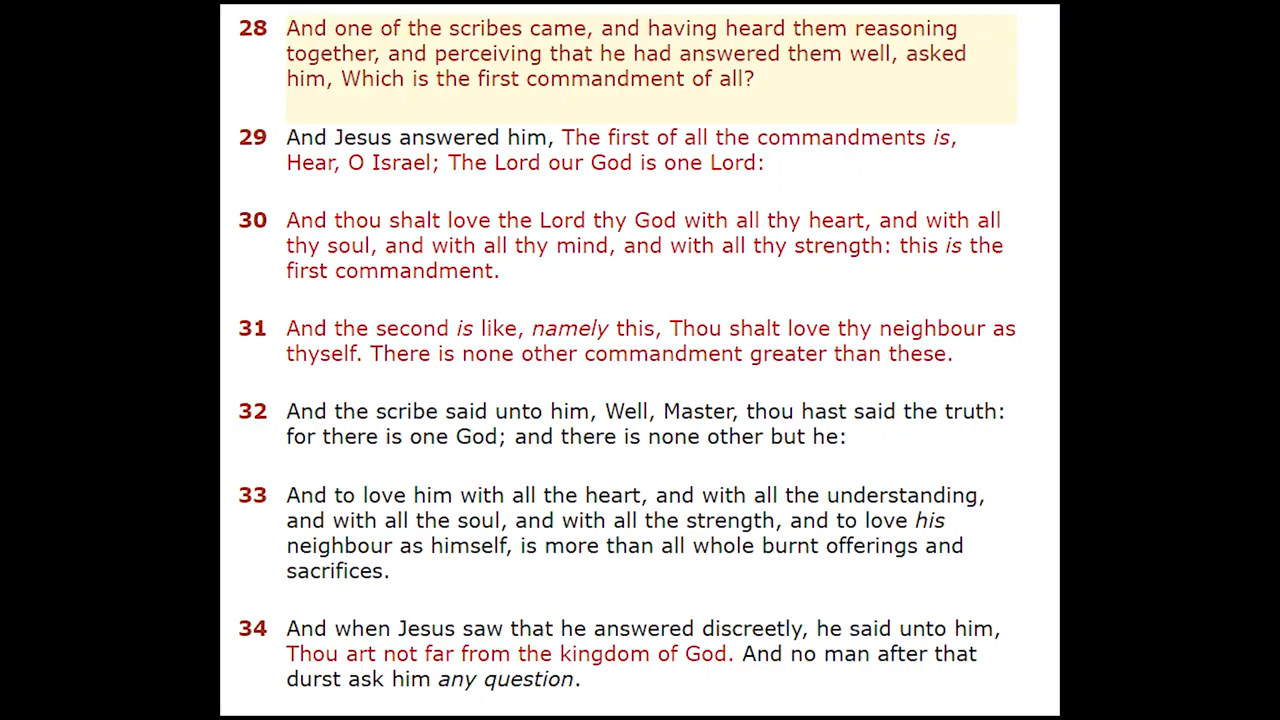 28 And one of the scribes came, and having heard them reasoning
together, and perceiving that he had answered them well, asked
him, Which is the first commandment of all?
29 And Jesus answered him, The first of all the commandments is,
Hear, O Israel; The Lord our God is one Lord:
30 And thou shalt love the Lord thy God with all thy heart, and with all
thy soul, and with all thy mind, and with all thy strength: this is the
first commandment.
31 And the second is like, namely this, Thou shalt love thy neighbour as
thyself. There is none other commandment greater than these.
32 And the scribe said unto him, Well, Master, thou hast said the truth:
for there is one God; and there is none other but he:
33 And to love him with all the heart, and with all the understanding,
and with all the soul, and with all the strength, and to love his
neighbour as himself, is more than all whole burnt offerings and
sacrifices.
34 And when Jesus saw that he answered discreetly, he said unto him,
Thou art not far from the kingdom of God. And no man after that
durst ask him any question.